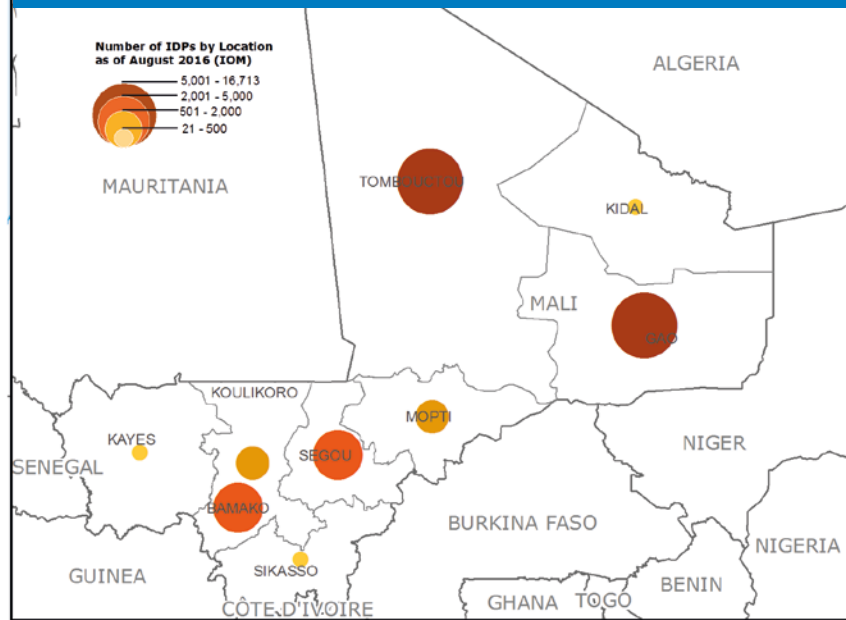 Number of IDPs by Location
as of August 2016 (IOM)
5,001 - 16,713
2,001 - 5,000
501 - 2,000
21 - 500
ALGERIA
MAURITANIA
TOMBOUCTOU
KIDAL
MALI
GAO
KOULIKORO
MOPTI
KAYES
SEGOU
NIGER
SENEGAL
BAMAKO
BURKINA FASO
NIGERIA
SIKASSO
GUINEA
BENIN
CÔTE D'IVOIRE
GHANA
TOGO